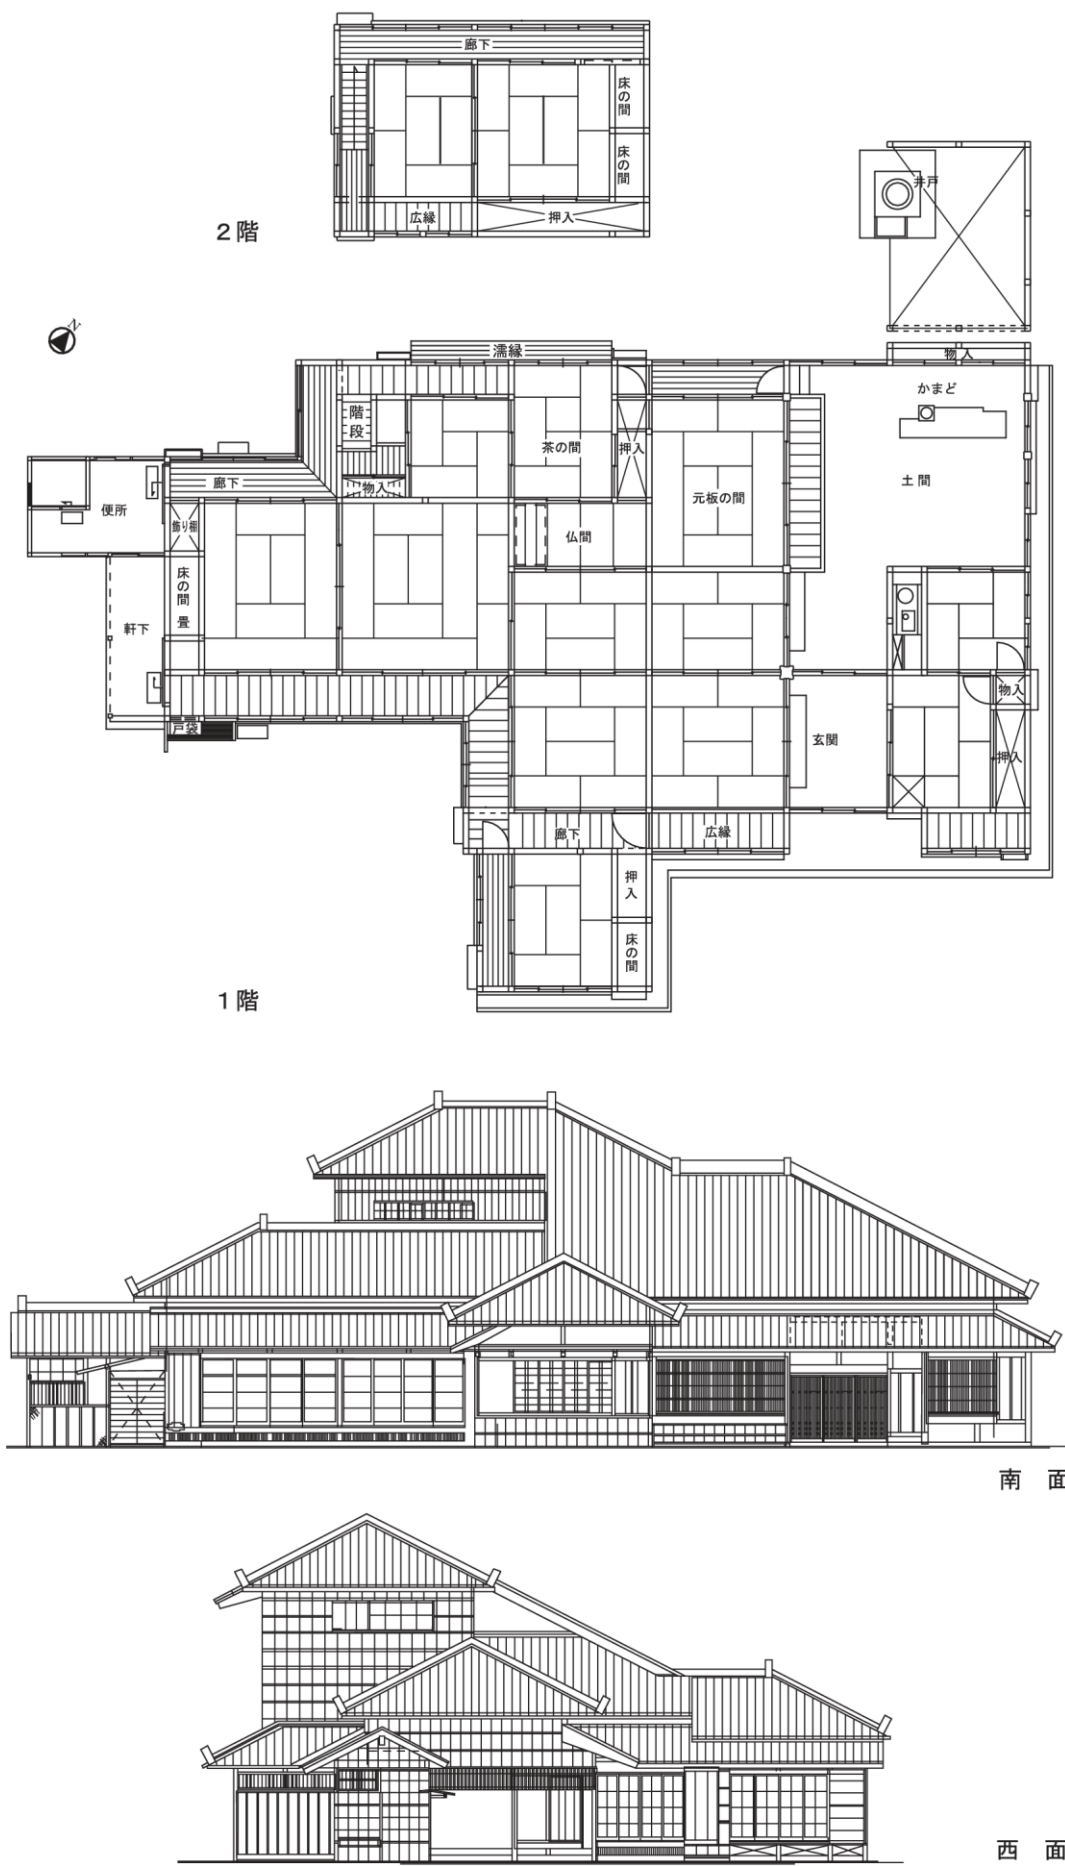 廊下
床の間
床の間
広縁
押入
2階
井戸
N
濡縁
物入
かまど
階段
茶の間
押入
廊下
物入
元板の間
土間
便所
飾り棚
仏間
床の間
畳
軒下
物入
戸袋
玄関
押入
廊下
広縁
押入
床の間
1階
南面
西面